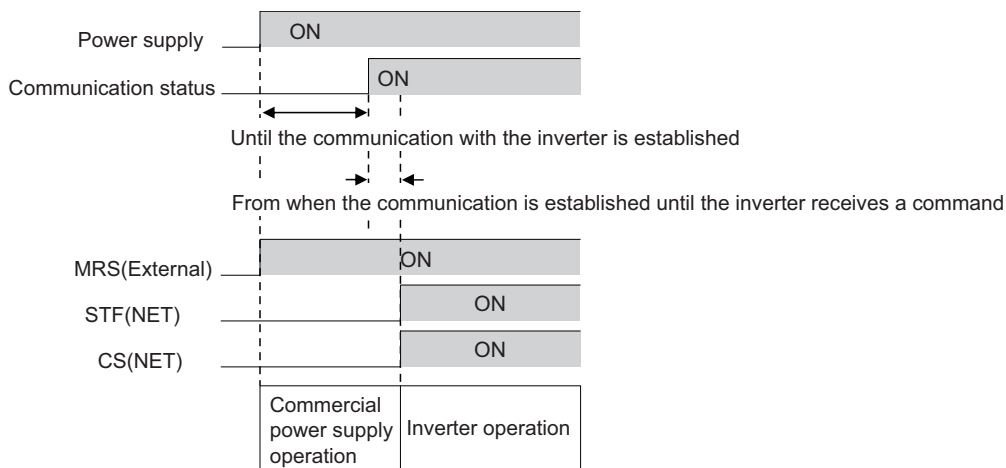 Power supply
ON
Communication status
ON
Until the communication with the inverter is established
From when the communication is established until the inverter receives a command
MRS(External)
ON
STF(NET)
ON
CS(NET)
ON
Commercial
power supply
operation
Inverter operation